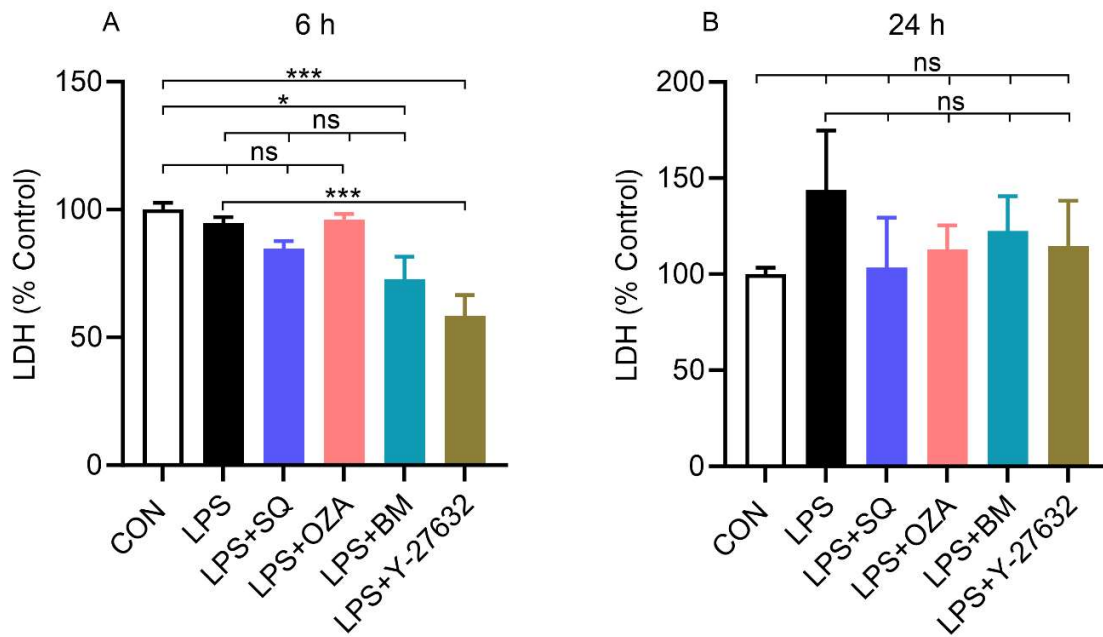 A
6 h
LDH (% Control)
150
100
50
0
***
*
ns
ns
***
CON
LPS
LPS+SQ
LPS+OZA
LPS+BM
LPS+Y-27632
B
24 h
LDH (% Control)
200
150
100
50
0
ns
ns
CON
LPS
LPS+SQ
LPS+OZA
LPS+BM
LPS+Y-27632